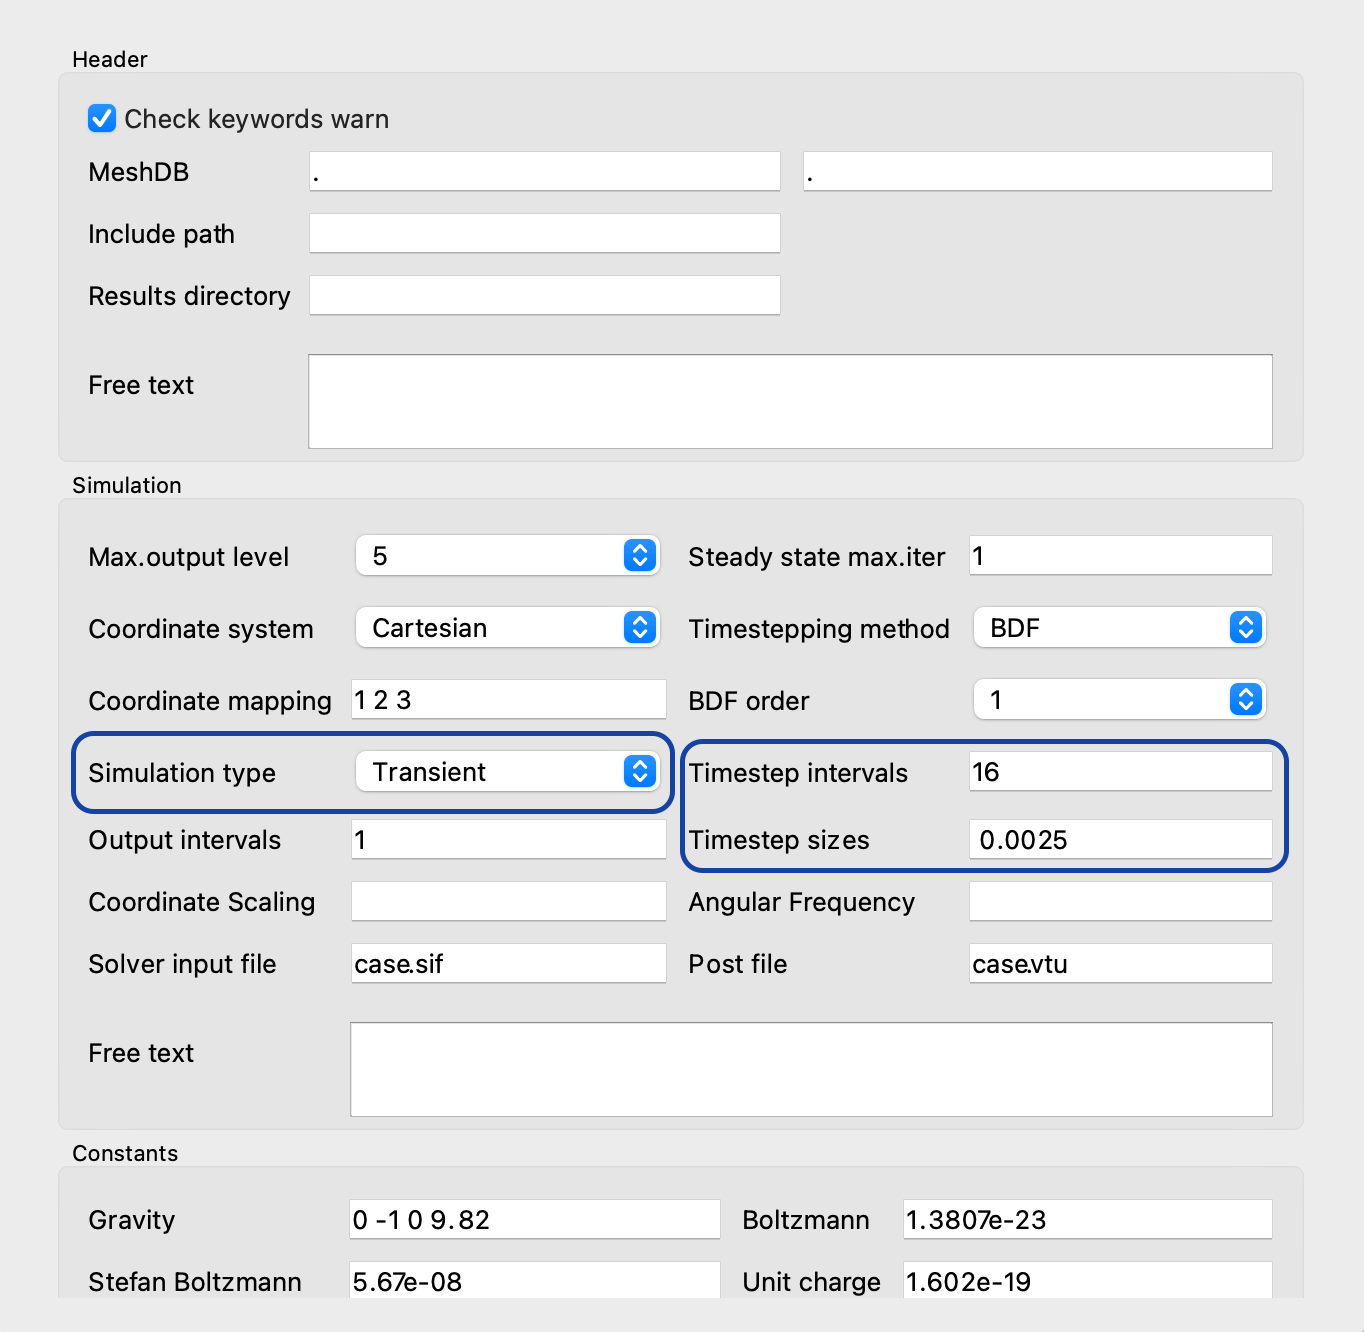 Header
Check keywords warn
MeshDB . .
Include path
Results directory
Free text
Simulation
Max.output level 5 Steady state max.iter 1
Coordinate system Cartesian Timestepping method BDF
Coordinate mapping 1 2 3 BDF order 1
Simulation type Transient Timestep intervals 16
Output intervals 1 Timestep sizes 0.0025
Coordinate Scaling Angular Frequency
Solver input file case.sif Post file case.vtu
Free text
Constants
Gravity 0 -1 0 9.82 Boltzmann 1.3807e-23
Stefan Boltzmann 5.67e-08 Unit charge 1.602e-19